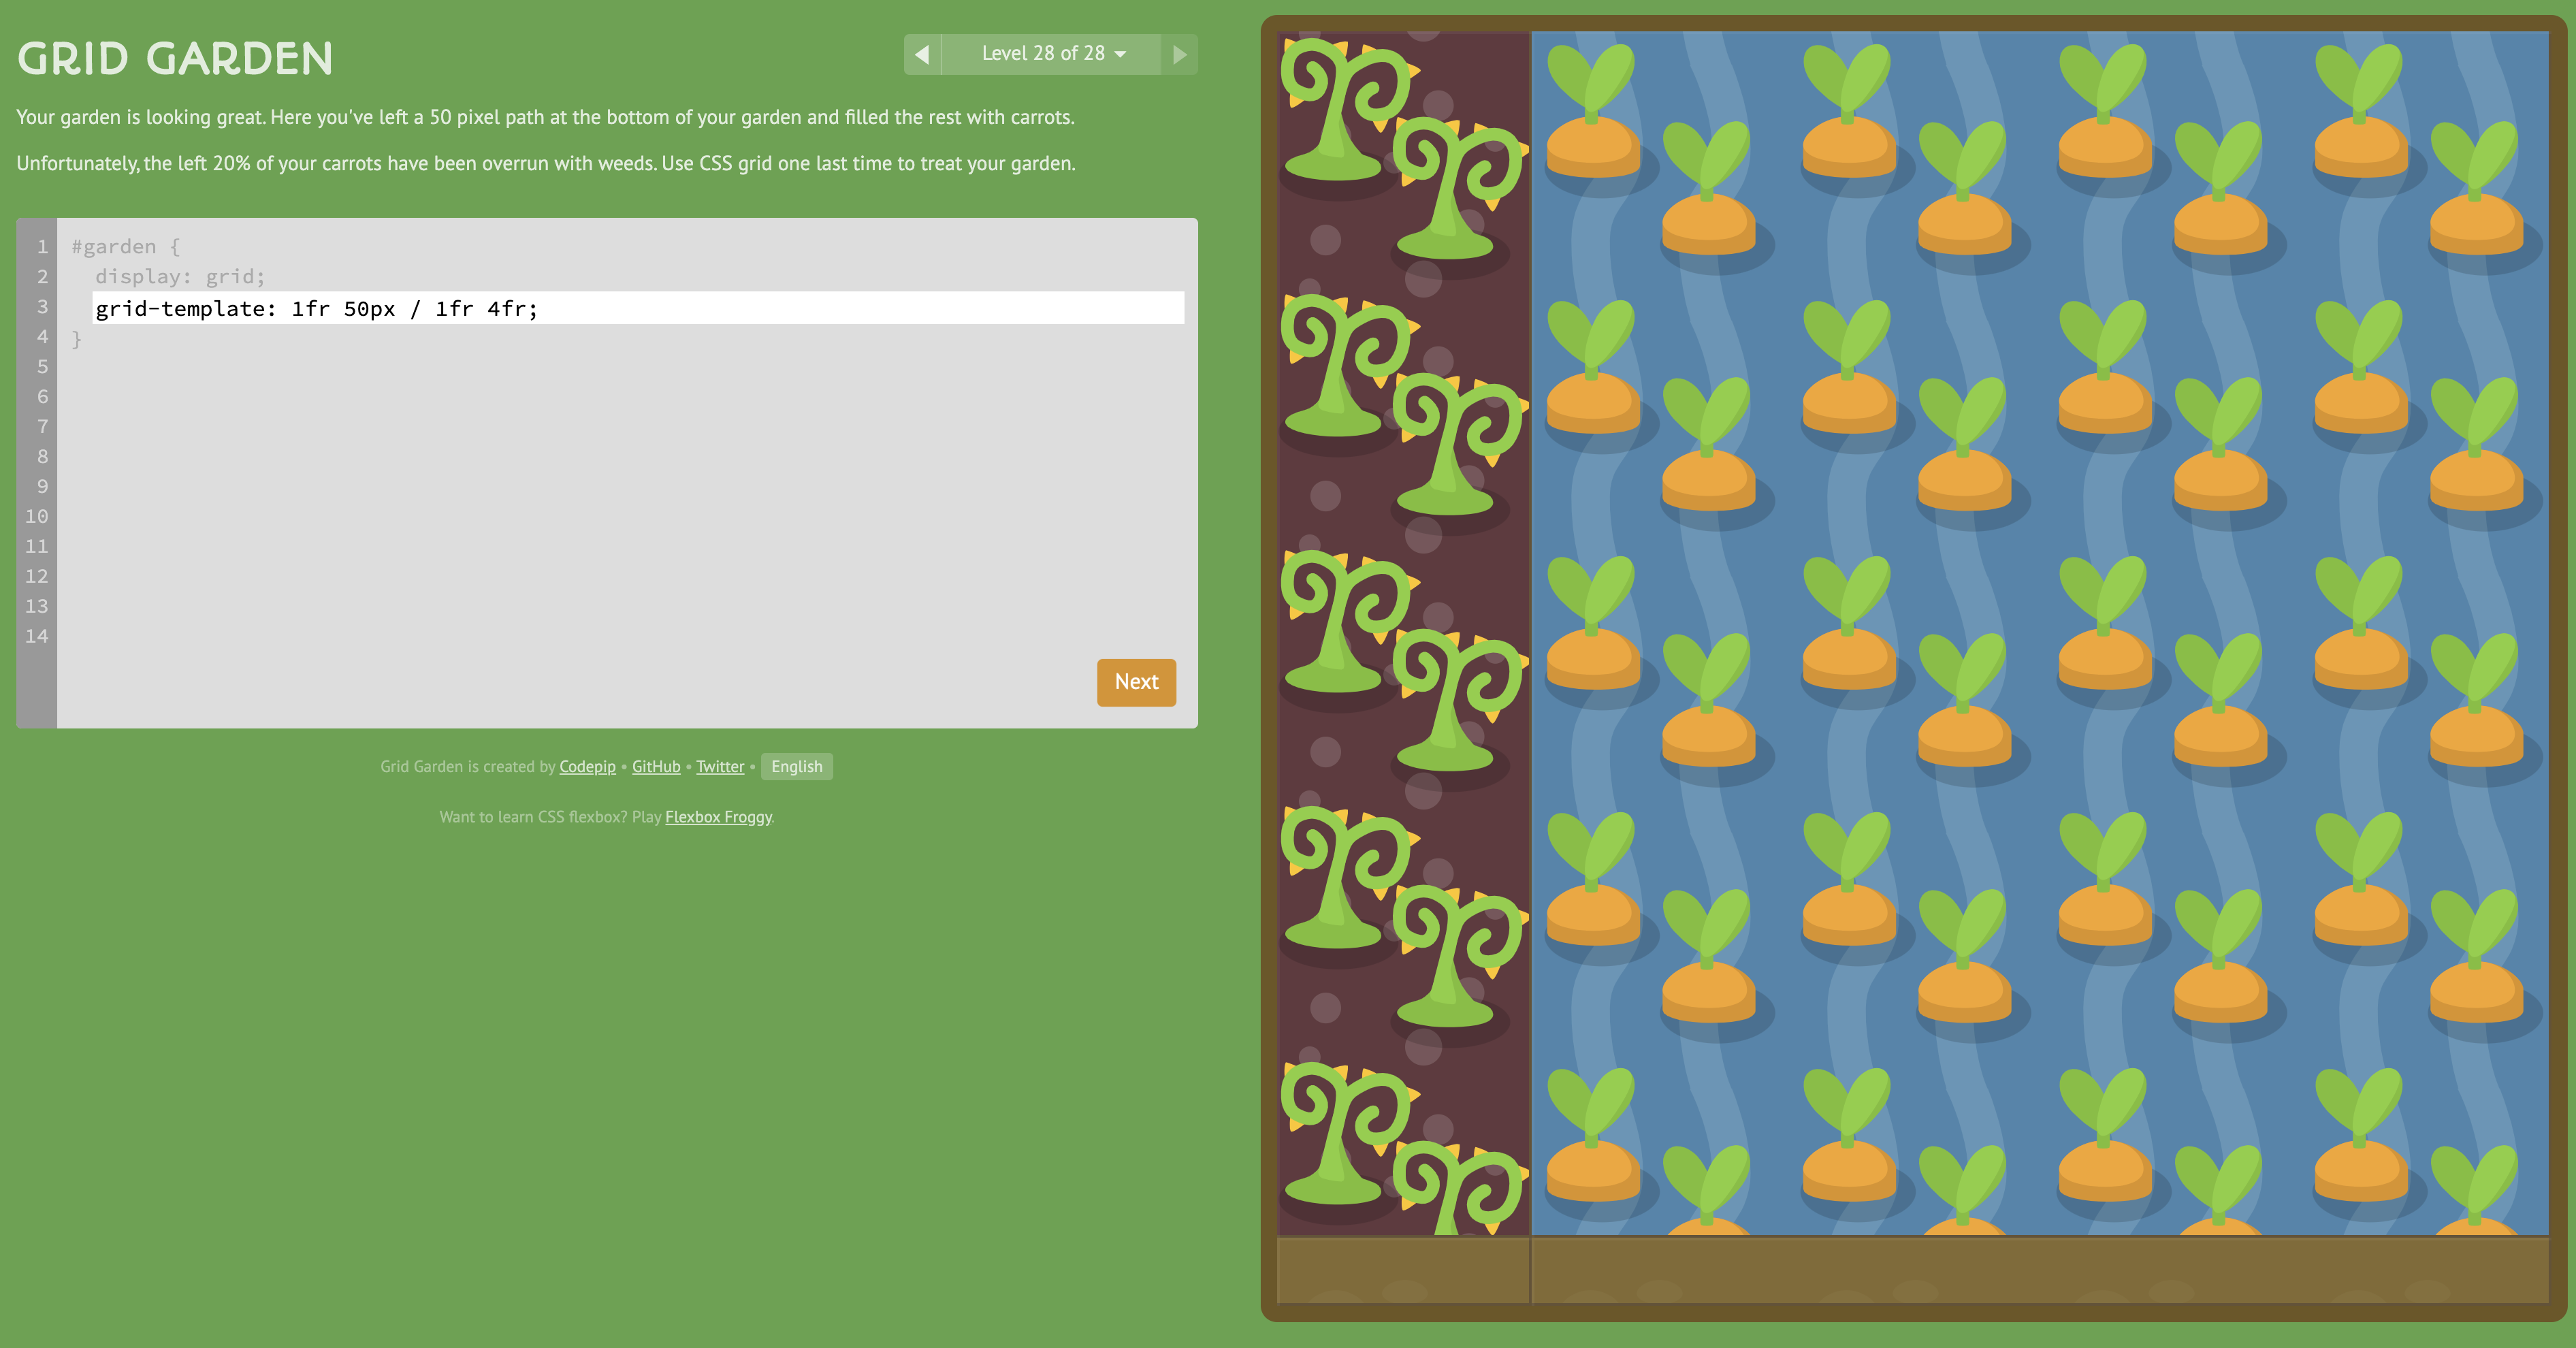 GRID GARDEN
Level 28 of 28
Your garden is looking great. Here you've left a 50 pixel path at the bottom of your garden and filled the rest with carrots.
Unfortunately, the left 20% of your carrots have been overrun with weeds. Use CSS grid one last time to treat your garden.
1 #garden {
2 display: grid;
3 grid-template: 1fr 50px / 1fr 4fr;
4 }
5
6
7
8
9
10
11
12
13
14
Next
Grid Garden is created by Codepip • GitHub • Twitter • English
Want to learn CSS flexbox? Play Flexbox Froggy.